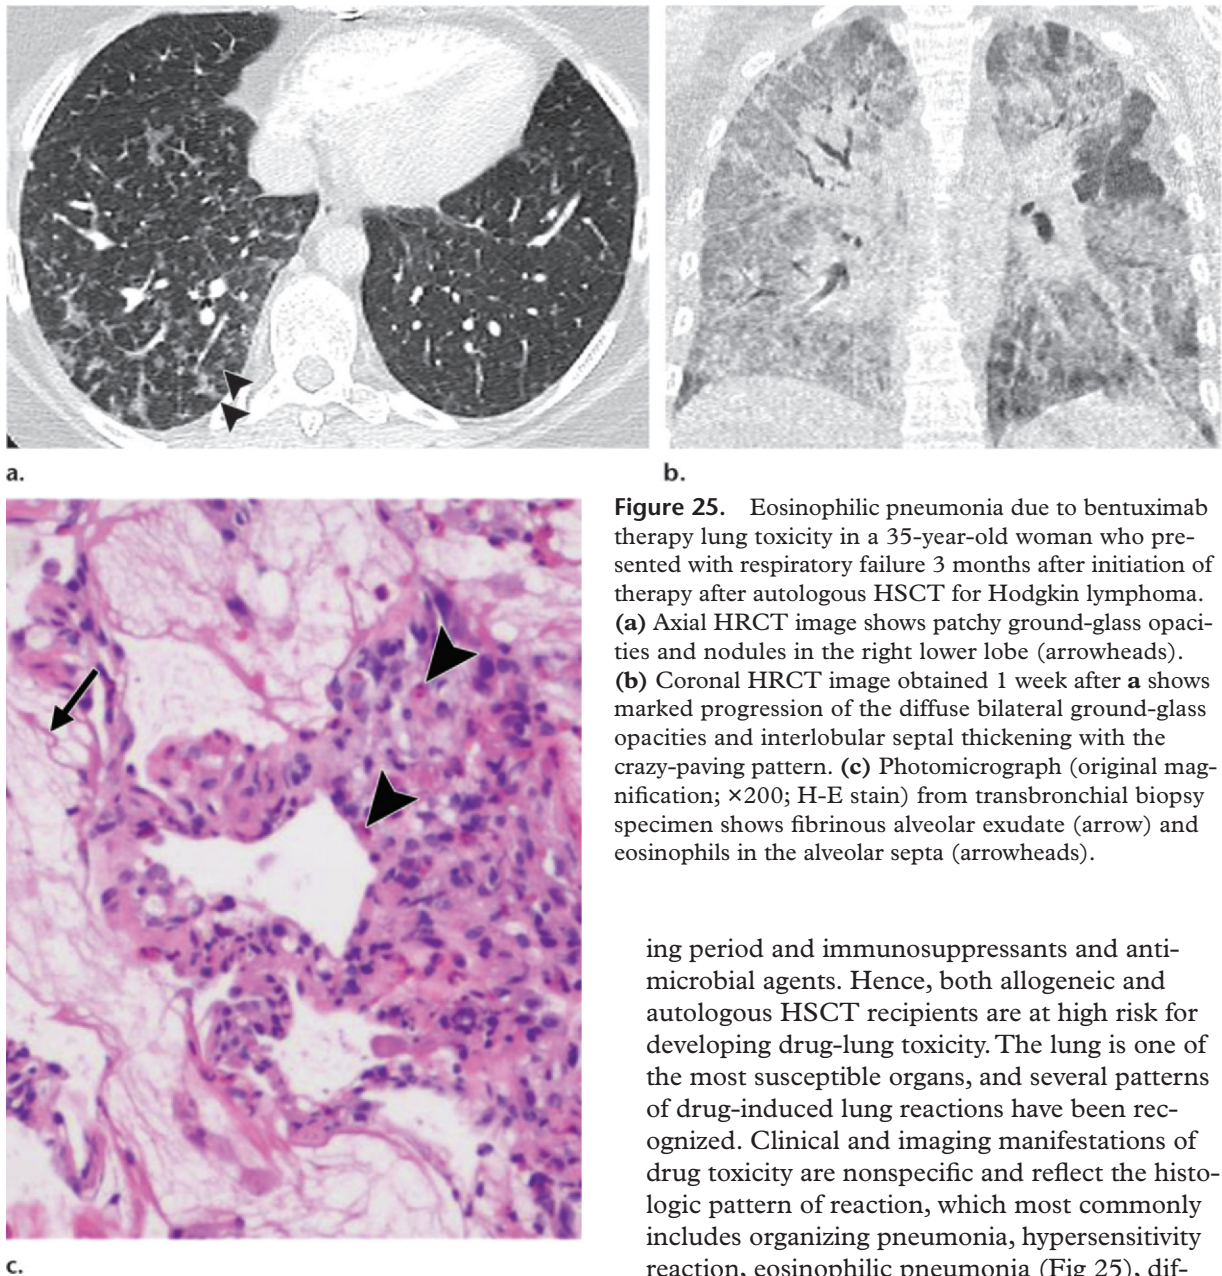 a.
b.
Figure 25. Eosinophilic pneumonia due to bentuximab
therapy lung toxicity in a 35-year-old woman who pre-
sented with respiratory failure 3 months after initiation of
therapy after autologous HSCT for Hodgkin lymphoma.
(a) Axial HRCT image shows patchy ground-glass opaci-
ties and nodules in the right lower lobe (arrowheads).
(b) Coronal HRCT image obtained 1 week after a shows
marked progression of the diffuse bilateral ground-glass
opacities and interlobular septal thickening with the
crazy-paving pattern. (c) Photomicrograph (original mag-
nification; ×200; H-E stain) from transbronchial biopsy
specimen shows fibrinous alveolar exudate (arrow) and
eosinophils in the alveolar septa (arrowheads).
c.
ing period and immunosuppressants and anti-
microbial agents. Hence, both allogeneic and
autologous HSCT recipients are at high risk for
developing drug-lung toxicity. The lung is one of
the most susceptible organs, and several patterns
of drug-induced lung reactions have been rec-
ognized. Clinical and imaging manifestations of
drug toxicity are nonspecific and reflect the histo-
logic pattern of reaction, which most commonly
includes organizing pneumonia, hypersensitivity
reaction, eosinophilic pneumonia (Fig 25), dif-